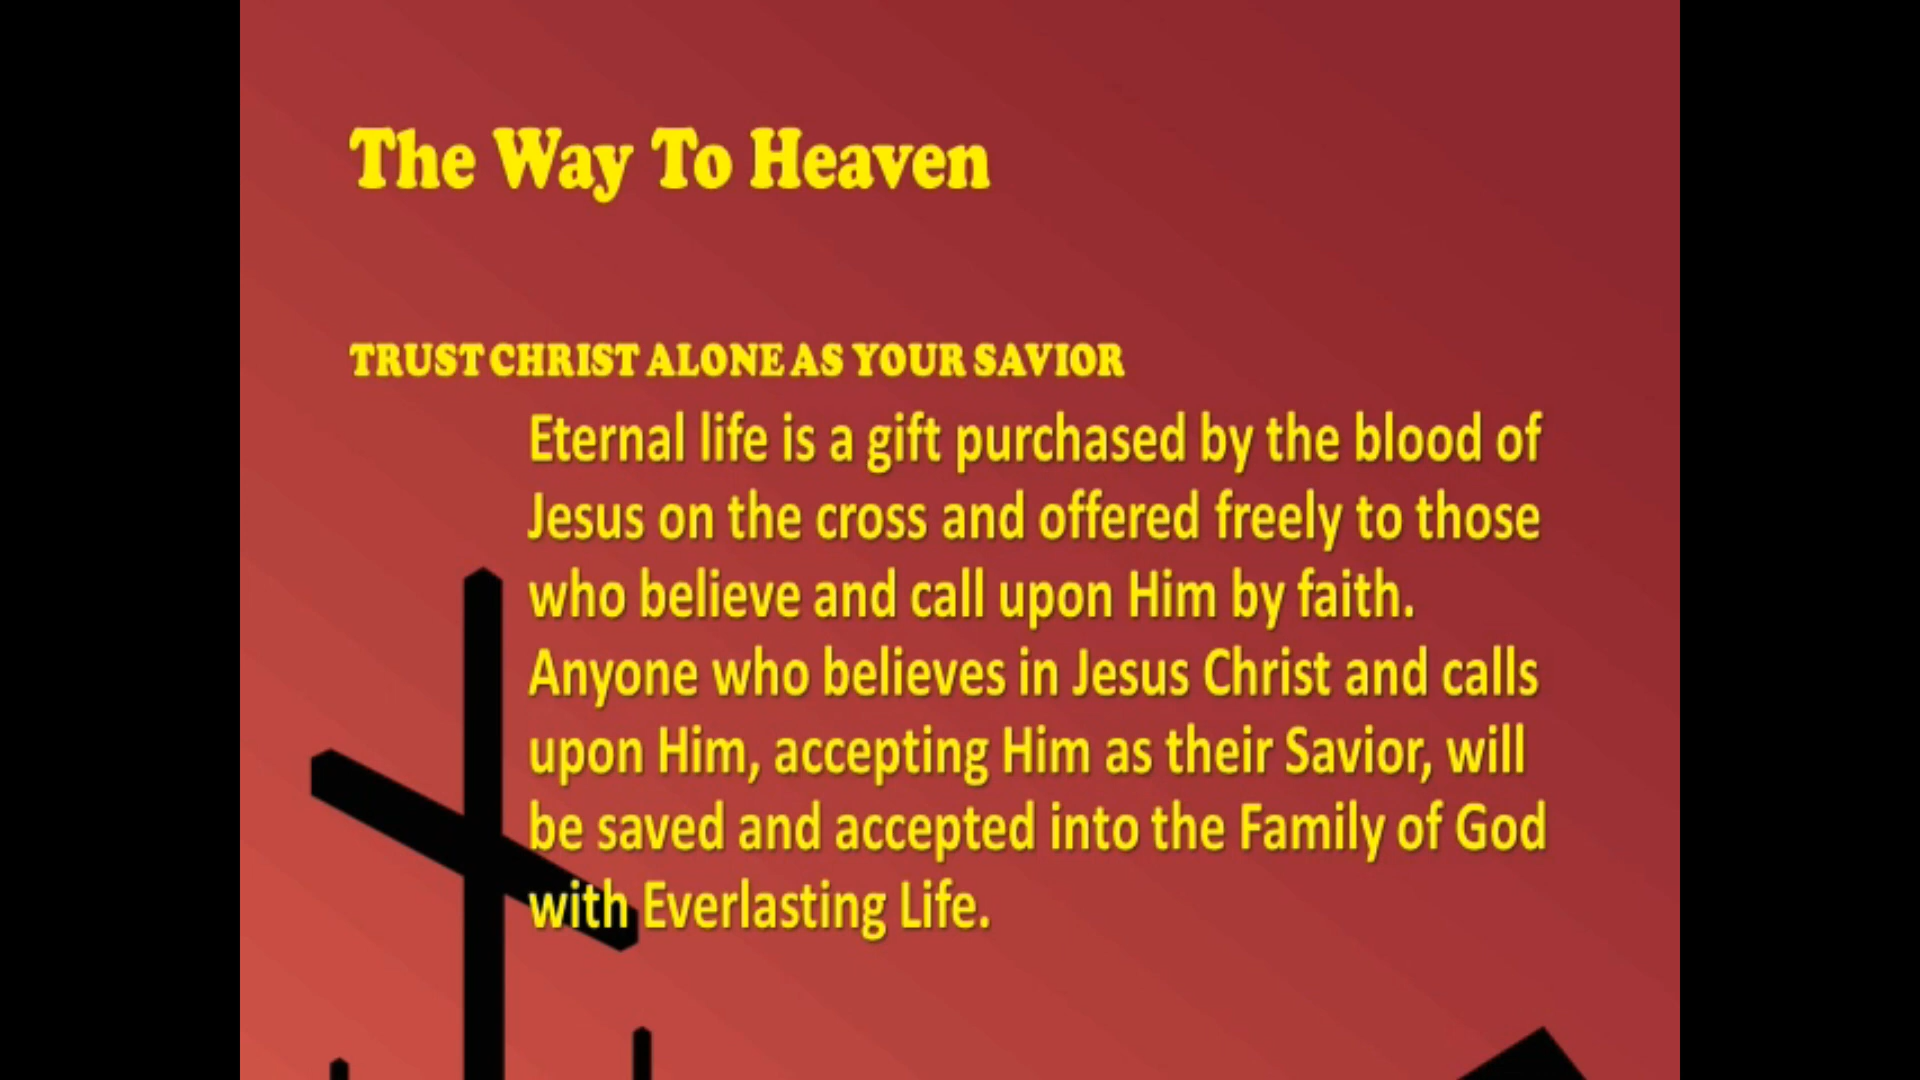 The Way To Heaven
TRUST CHRIST ALONE AS YOUR SAVIOR
Eternal life is a gift purchased by the blood of
Jesus on the cross and offered freely to those
who believe and call upon Him by faith.
Anyone who believes in Jesus Christ and calls
upon Him, accepting Him as their Savior, will
be saved and accepted into the Family of God
with Everlasting Life.